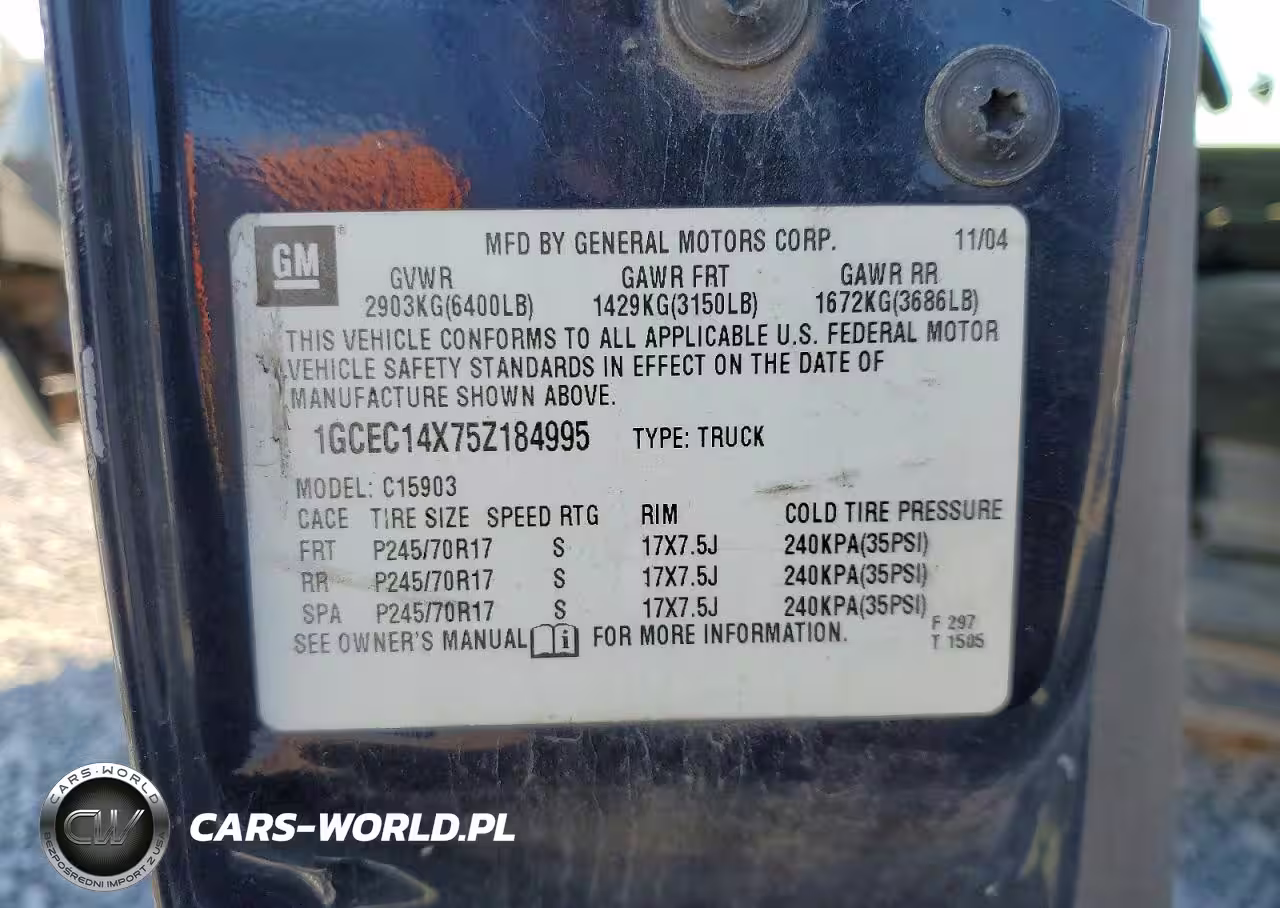 GM®
MFD BY GENERAL MOTORS CORP. 11/04
GVWR GAWR FRT GAWR RR
2903KG(6400LB) 1429KG(3150LB) 1672KG(3686LB)
THIS VEHICLE CONFORMS TO ALL APPLICABLE U.S. FEDERAL MOTOR
VEHICLE SAFETY STANDARDS IN EFFECT ON THE DATE OF
MANUFACTURE SHOWN ABOVE.
1GCEC14X75Z184995 TYPE: TRUCK
MODEL: C15903
CACE TIRE SIZE SPEED RTG RIM COLD TIRE PRESSURE
FRT P245/70R17 S 17X7.5J 240KPA(35PSI)
RR P245/70R17 S 17X7.5J 240KPA(35PSI)
SPA P245/70R17 S 17X7.5J 240KPA(35PSI)
SEE OWNER'S MANUAL i FOR MORE INFORMATION.
F 297
T 1505
CARS-WORLD
CW
BEZPOŚREDNI IMPORT Z USA
CARS-WORLD.PL